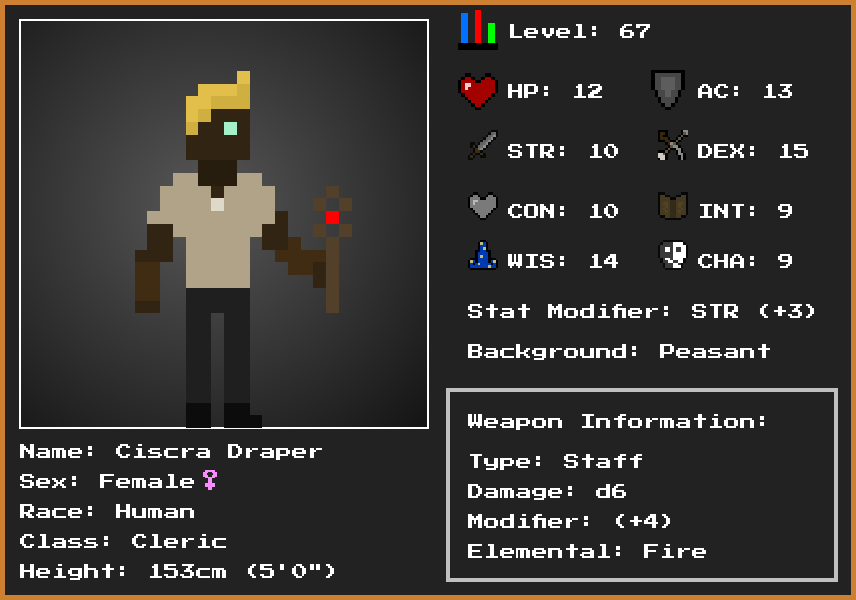 Level: 67
HP: 12
AC: 13
STR: 10
DEX: 15
CON: 10
INT: 9
WIS: 14
CHA: 9
Stat Modifier: STR (+3)
Background: Peasant
Weapon Information:
Type: Staff
Damage: d6
Modifier: (+4)
Elemental: Fire
Name: Ciscra Draper
Sex: Female♀
Race: Human
Class: Cleric
Height: 153cm (5'0")